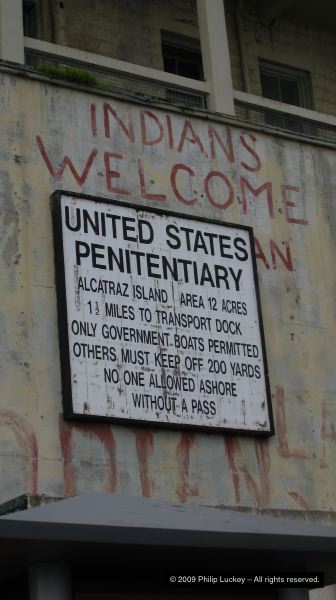 INDIANS
WELCOME
UNITED STATES
PENITENTIARY
ALCATRAZ ISLAND AREA 12 ACRES
1½ MILES TO TRANSPORT DOCK
ONLY GOVERNMENT BOATS PERMITTED
OTHERS MUST KEEP OFF 200 YARDS
NO ONE ALLOWED ASHORE
WITHOUT A PASS
© 2009 Philip Luckey – All rights reserved.